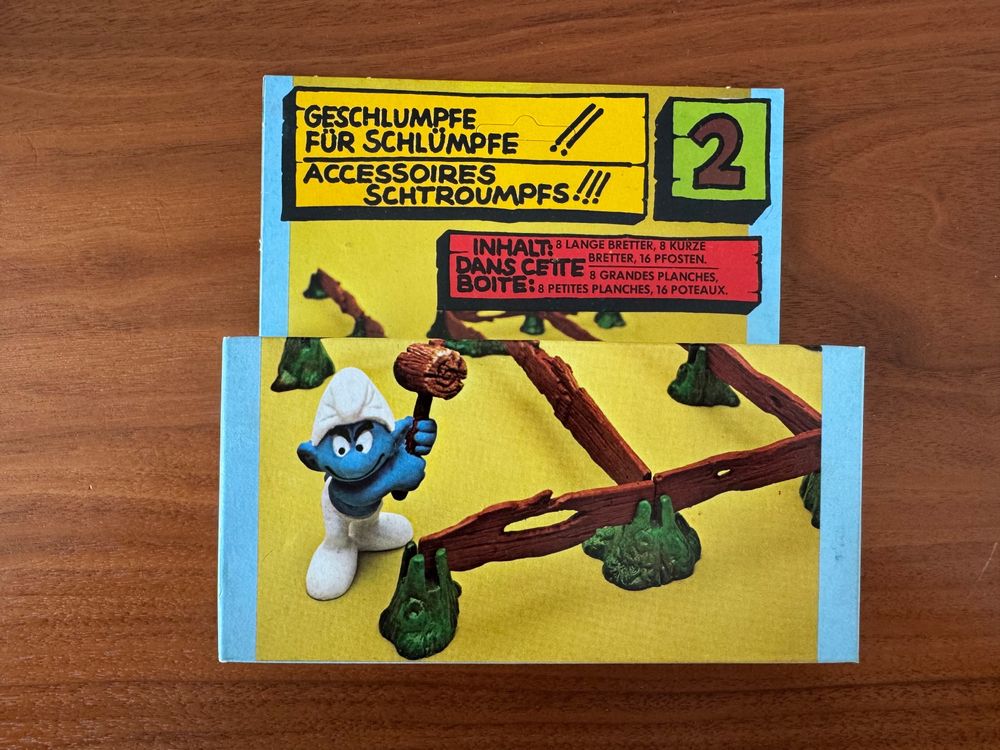 GESCHLUMPFE
FÜR SCHLÜMPFE !!
ACCESSOIRES
SCHTROUMPFS!!!
2
INHALT: 8 LANGE BRETTER, 8 KURZE
BRETTER, 16 PFOSTEN.
DANS CETTE
BOITE: 8 GRANDES PLANCHES,
8 PETITES PLANCHES, 16 POTEAUX.